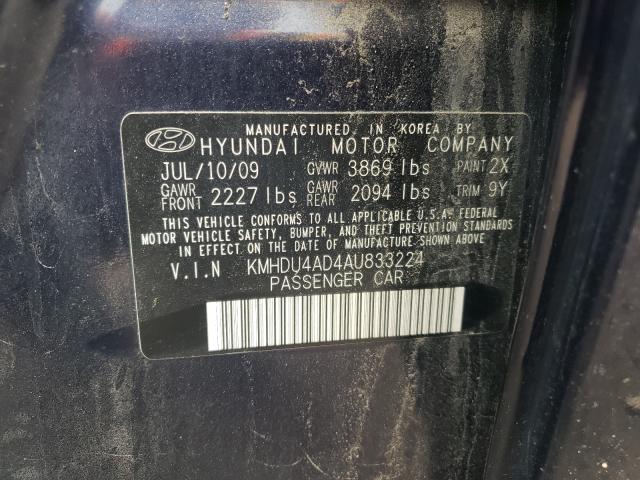 MANUFACTURED IN KOREA BY
HYUNDAI MOTOR COMPANY
JUL/10/09 GVWR 3869 lbs PAINT 2X
GAWR FRONT 2227 lbs GAWR REAR 2094 lbs TRIM 9Y
THIS VEHICLE CONFORMS TO ALL APPLICABLE U.S.A. FEDERAL
MOTOR VEHICLE SAFETY, BUMPER, AND THEFT PREVENTION STANDARDS
IN EFFECT ON THE DATE OF MANUFACTURE SHOWN ABOVE
V.I.N KMHDU4AD4AU833224
PASSENGER CAR